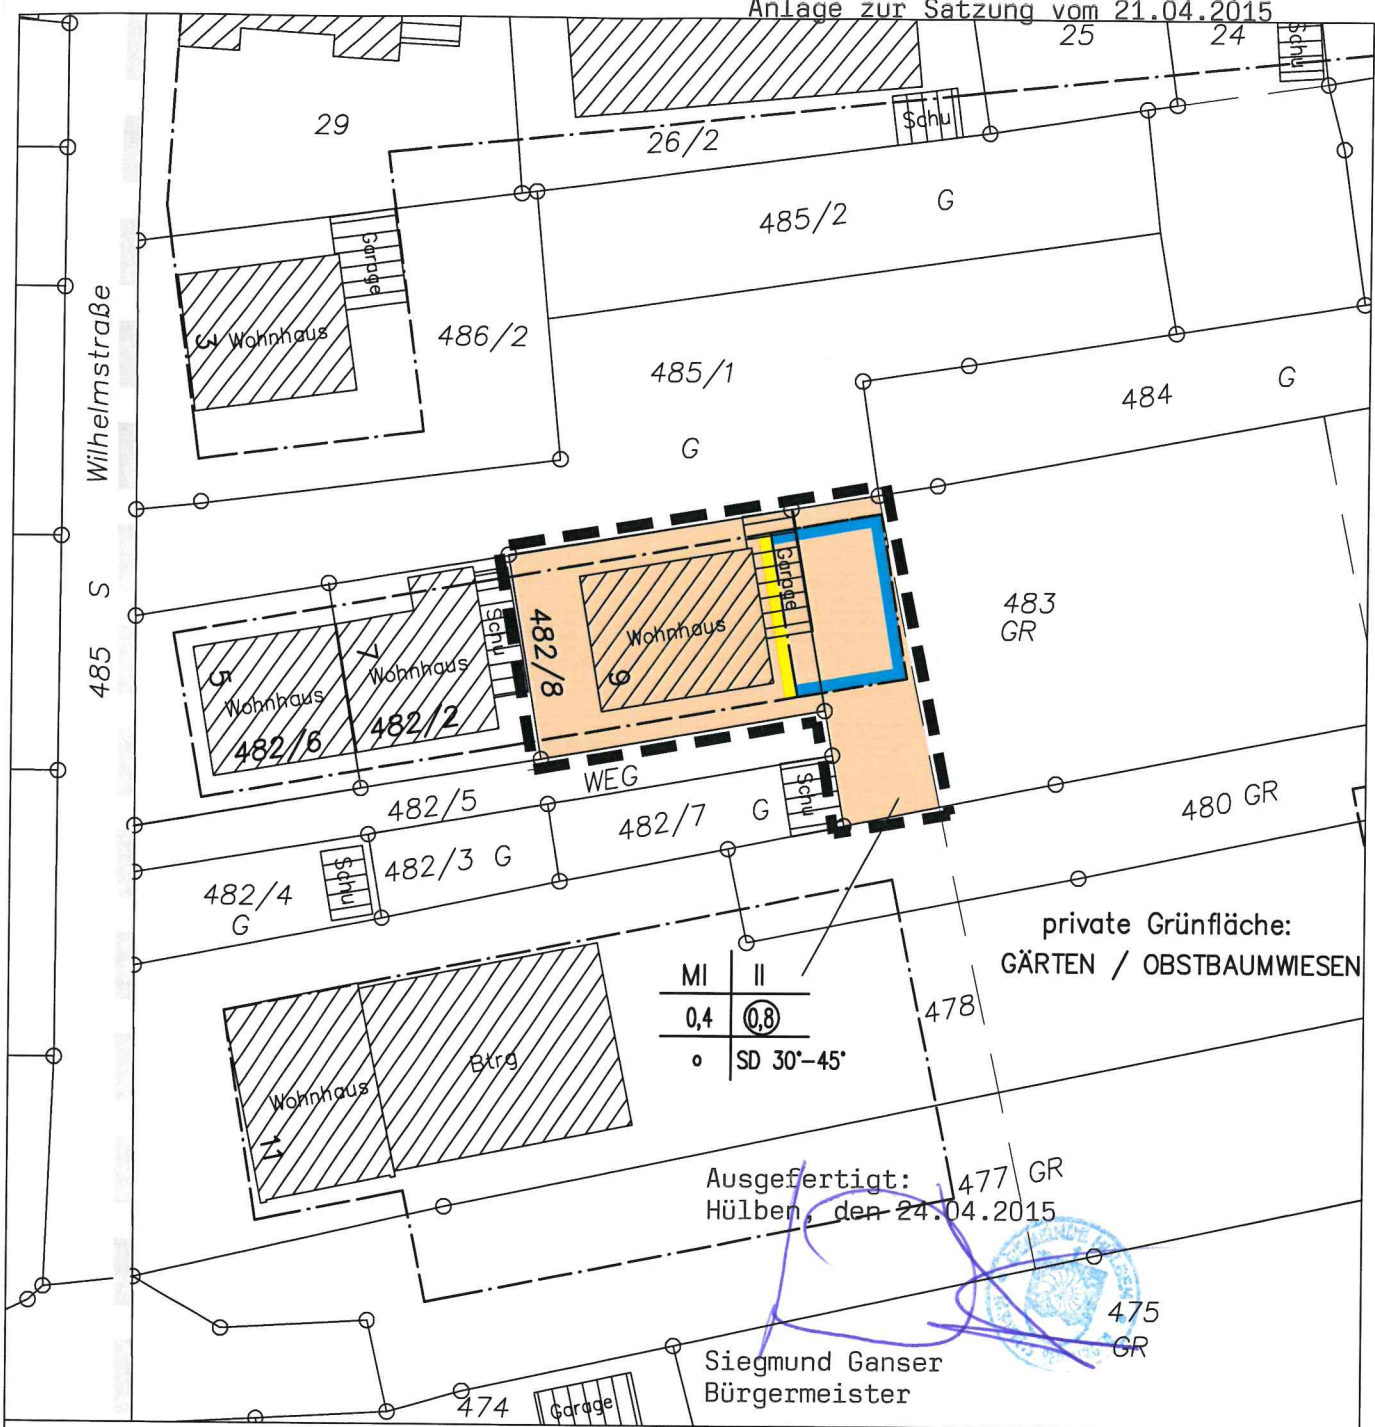 Anlage zur Satzung vom 21.04.2015
25
24
Schu
29
26/2
Schu
485/2
G
Garage
3 Wohnhaus
486/2
485/1
G
484
G
Wilhelmstraße
485 S
482/8
Wohnhaus
9
Garage
483
GR
5
Wohnhaus
482/6
7
Wohnhaus
482/2
Schu
WEG
482/5
482/7
G
Schu
480 GR
482/4
G
Schu
482/3 G
private Grünfläche:
GÄRTEN / OBSTBAUMWIESEN
MI II
0,4 0,8
o SD 30°-45°
478
Wohnhaus
11
Btrg
477 GR
Ausgefertigt:
Hülben, den 24.04.2015
475
GR
Siegmund Ganser
Bürgermeister
474
Garage